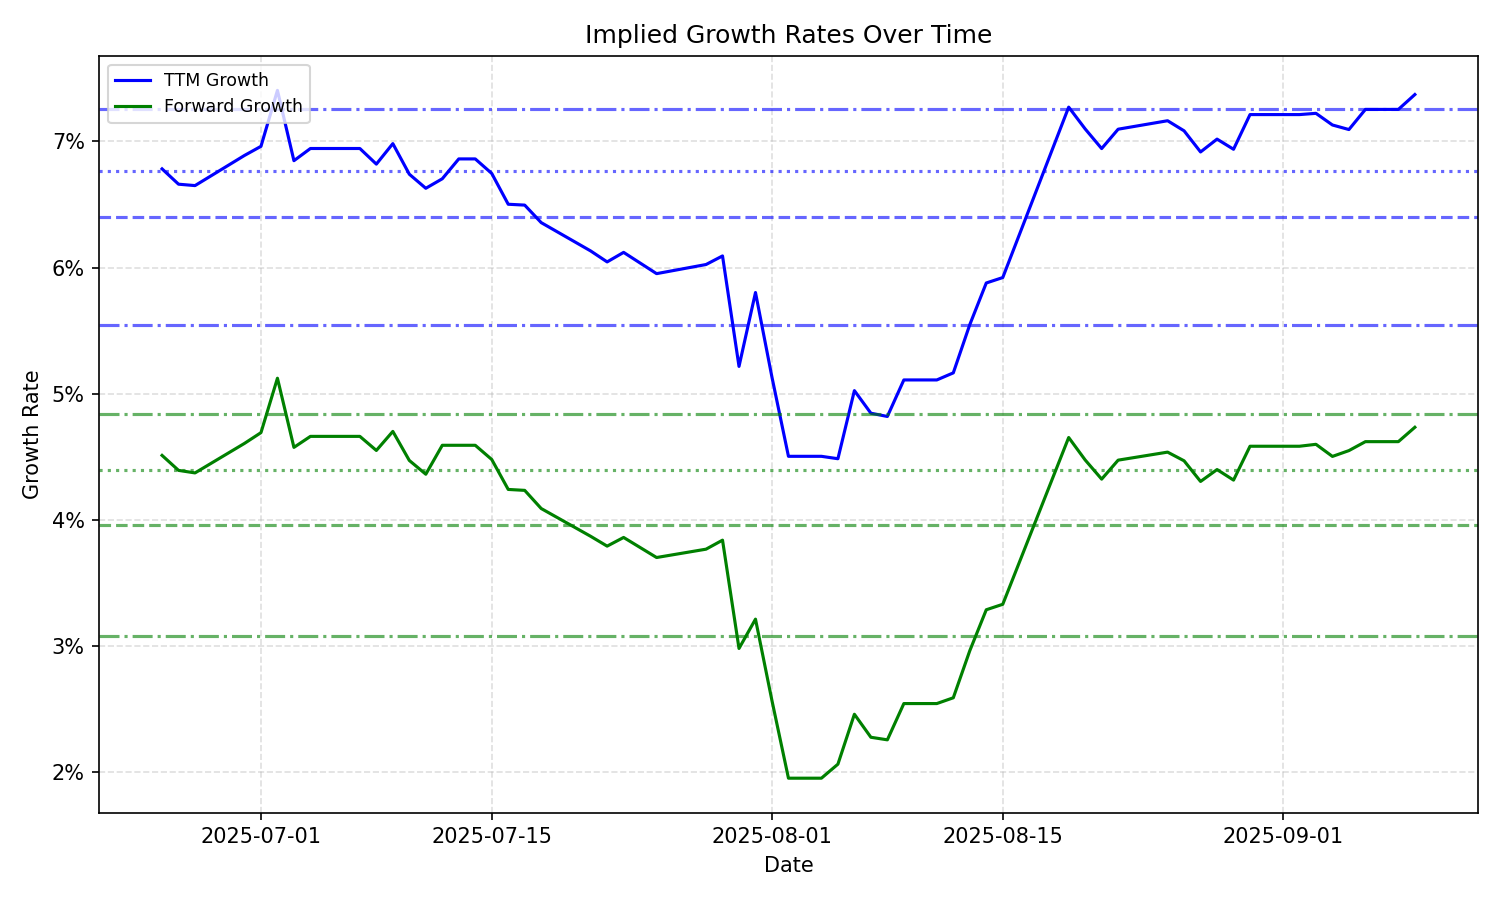 Implied Growth Rates Over Time
TTM Growth
Forward Growth
7%
6%
5%
4%
3%
2%
Growth Rate
2025-07-01
2025-07-15
2025-08-01
2025-08-15
2025-09-01
Date